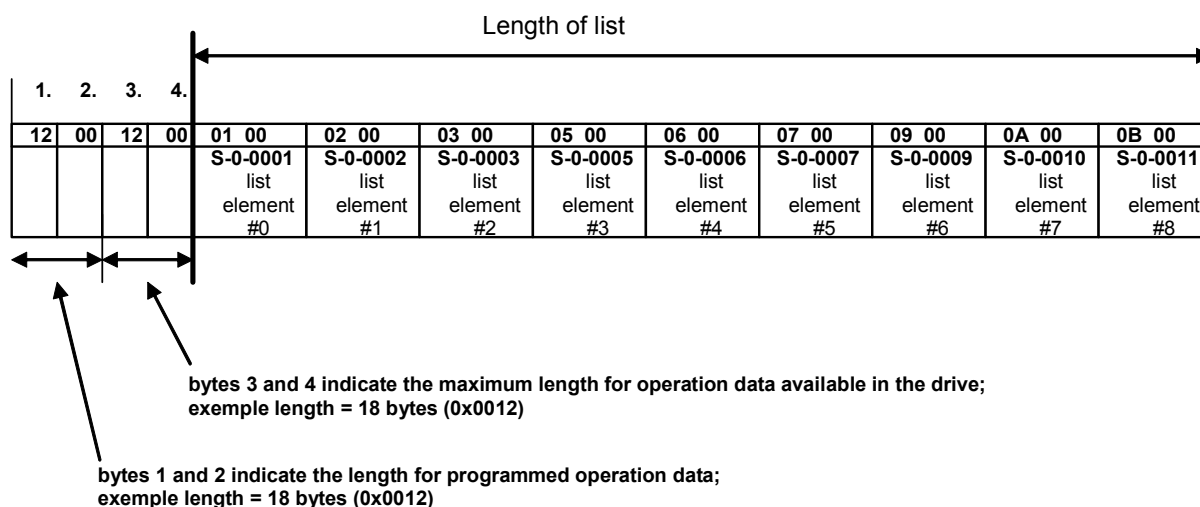 Length of list
1. 2. 3. 4.
12 00 12 00 01 00 02 00 03 00 05 00 06 00 07 00 09 00 0A 00 0B 00
S-0-0001 S-0-0002 S-0-0003 S-0-0005 S-0-0006 S-0-0007 S-0-0009 S-0-0010 S-0-0011
list list list list list list list list list
element element element element element element element element element
#0 #1 #2 #3 #4 #5 #6 #7 #8
bytes 3 and 4 indicate the maximum length for operation data available in the drive;
exemple length = 18 bytes (0x0012)
bytes 1 and 2 indicate the length for programmed operation data;
exemple length = 18 bytes (0x0012)